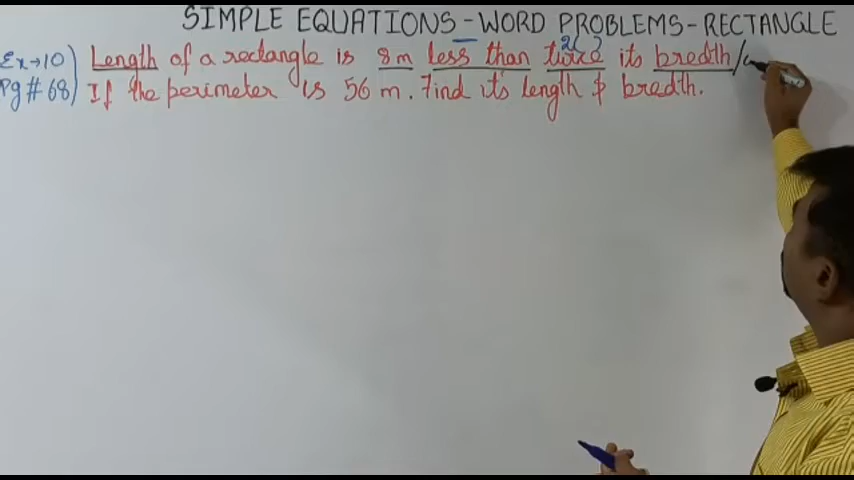 SIMPLE EQUATIONS - WORD PROBLEMS - RECTANGLE
Ex→10) Length of a rectangle is 8m less than twice its bredth/
Pg # 68) If the perimeter is 56 m. Find its length & bredth.